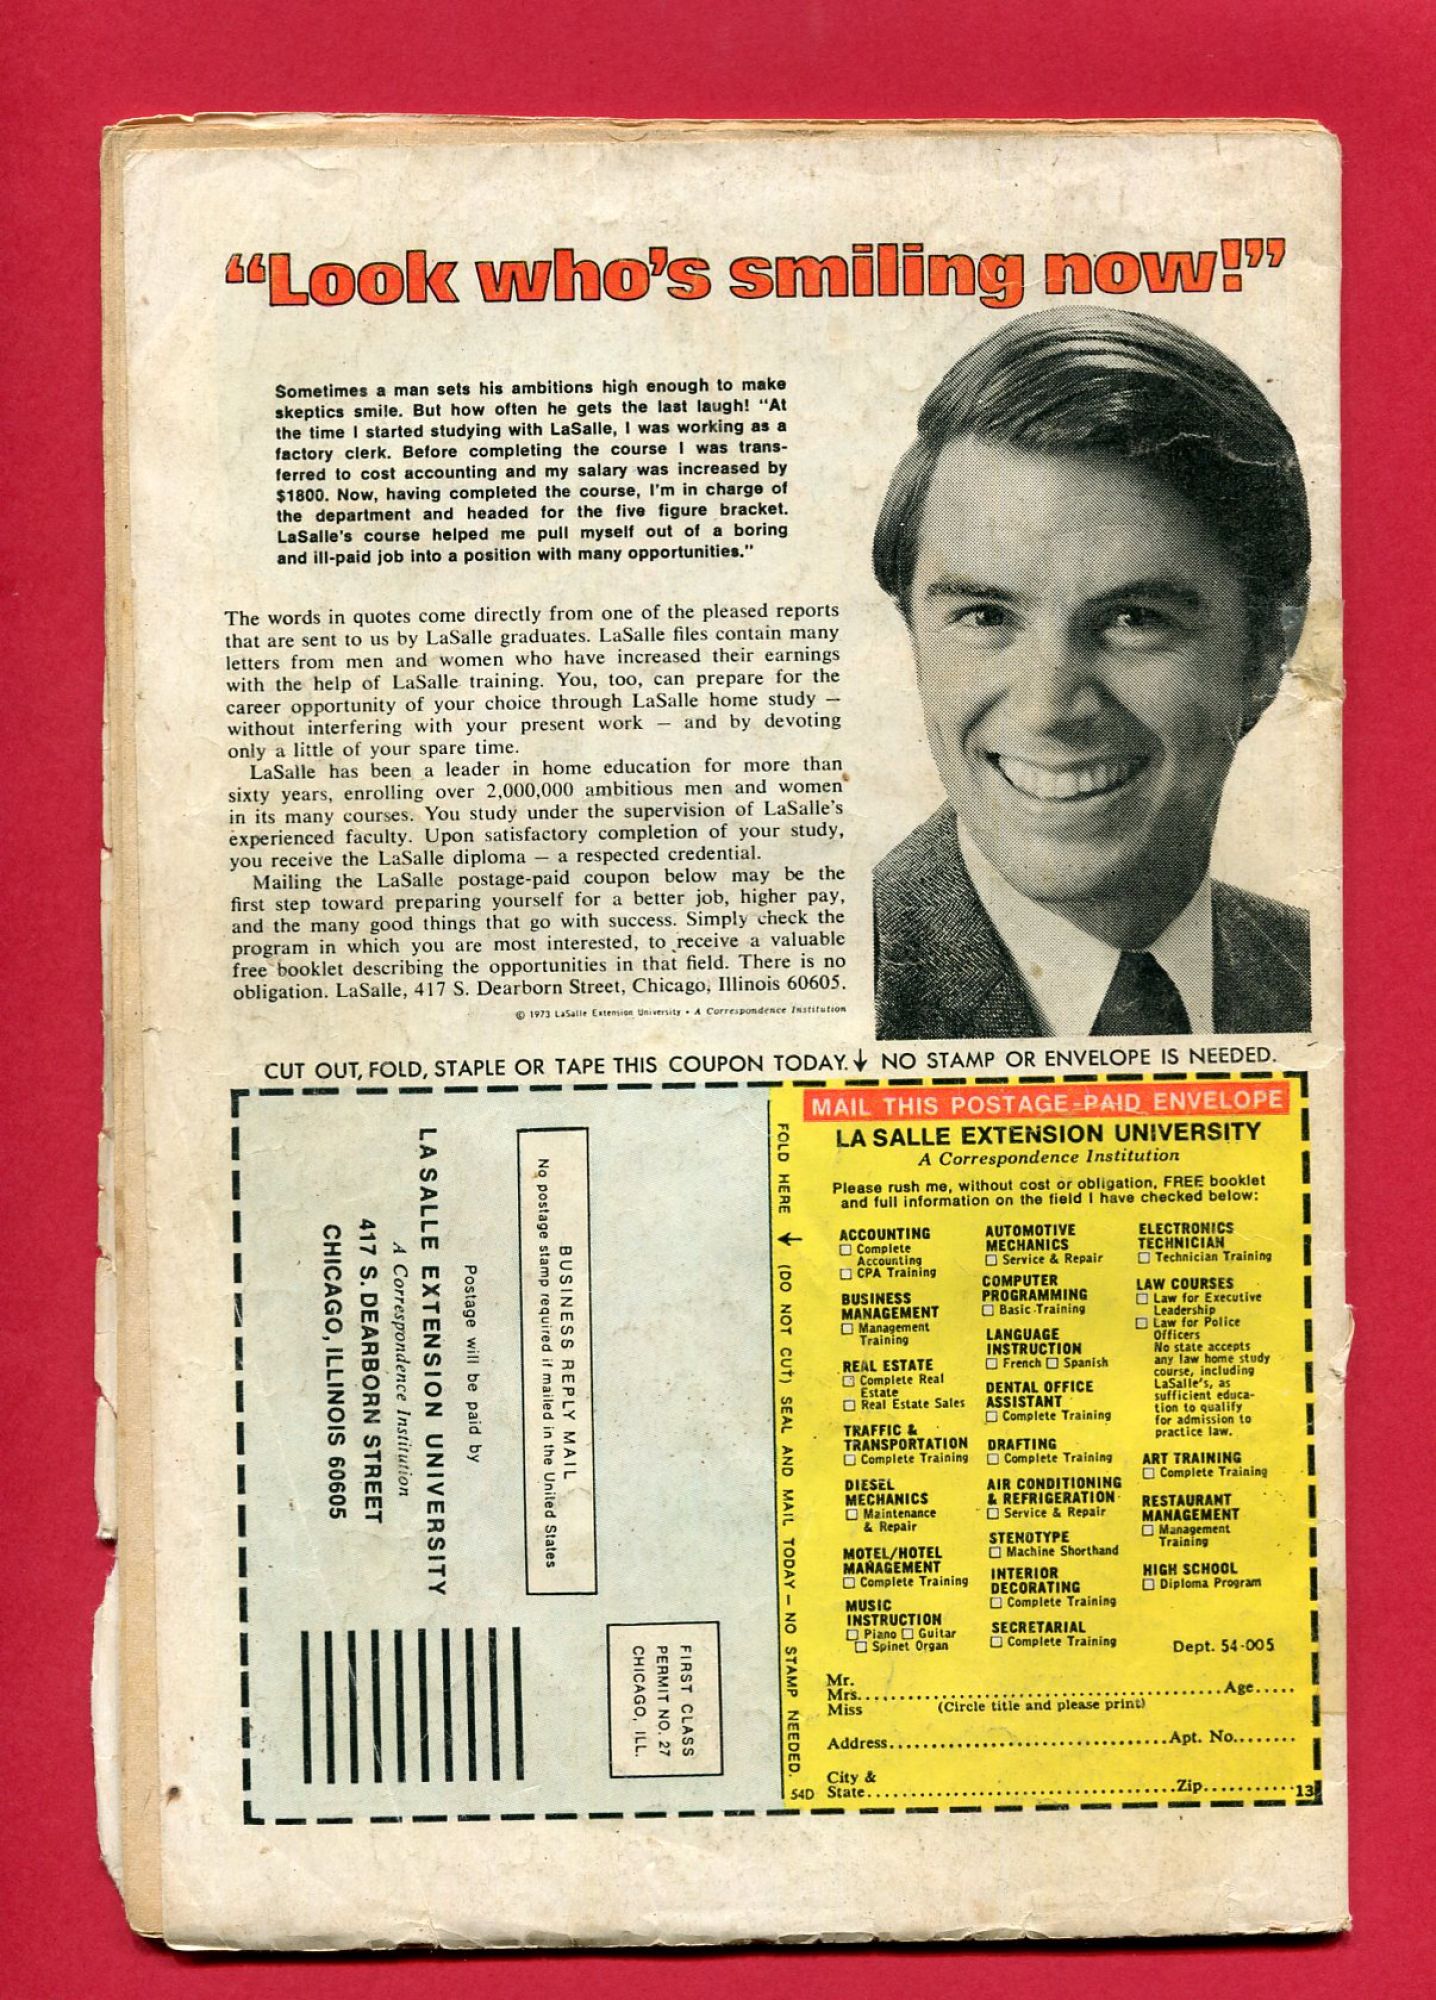 “Look who’s smiling now!”
Sometimes a man sets his ambitions high enough to make
skeptics smile. But how often he gets the last laugh! “At
the time I started studying with LaSalle, I was working as a
factory clerk. Before completing the course I was trans-
ferred to cost accounting and my salary was increased by
$1800. Now, having completed the course, I’m in charge of
the department and headed for the five figure bracket.
LaSalle’s course helped me pull myself out of a boring
and ill-paid job into a position with many opportunities.”
The words in quotes come directly from one of the pleased reports
that are sent to us by LaSalle graduates. LaSalle files contain many
letters from men and women who have increased their earnings
with the help of LaSalle training. You, too, can prepare for the
career opportunity of your choice through LaSalle home study —
without interfering with your present work — and by devoting
only a little of your spare time.
LaSalle has been a leader in home education for more than
sixty years, enrolling over 2,000,000 ambitious men and women
in its many courses. You study under the supervision of LaSalle’s
experienced faculty. Upon satisfactory completion of your study,
you receive the LaSalle diploma — a respected credential.
Mailing the LaSalle postage-paid coupon below may be the
first step toward preparing yourself for a better job, higher pay,
and the many good things that go with success. Simply check the
program in which you are most interested, to receive a valuable
free booklet describing the opportunities in that field. There is no
obligation. LaSalle, 417 S. Dearborn Street, Chicago, Illinois 60605.
© 1973 LaSalle Extension University • A Correspondence Institution
CUT OUT, FOLD, STAPLE OR TAPE THIS COUPON TODAY. ↓ NO STAMP OR ENVELOPE IS NEEDED.
BUSINESS REPLY MAIL
No postage stamp required if mailed in the United States
Postage will be paid by
LA SALLE EXTENSION UNIVERSITY
A Correspondence Institution
417 S. DEARBORN STREET
CHICAGO, ILLINOIS 60605
FIRST CLASS
PERMIT NO. 27
CHICAGO, ILL.
FOLD HERE → (DO NOT CUT) SEAL AND MAIL TODAY — NO STAMP NEEDED.
MAIL THIS POSTAGE-PAID ENVELOPE
LA SALLE EXTENSION UNIVERSITY
A Correspondence Institution
Please rush me, without cost or obligation, FREE booklet
and full information on the field I have checked below:
ACCOUNTING
☐ Complete
Accounting
☐ CPA Training
BUSINESS
MANAGEMENT
☐ Management
Training
REAL ESTATE
☐ Complete Real
Estate
☐ Real Estate Sales
TRAFFIC &
TRANSPORTATION
☐ Complete Training
DIESEL
MECHANICS
☐ Maintenance
& Repair
MOTEL/HOTEL
MANAGEMENT
☐ Complete Training
MUSIC
INSTRUCTION
☐ Piano ☐ Guitar
☐ Spinet Organ
AUTOMOTIVE
MECHANICS
☐ Service & Repair
COMPUTER
PROGRAMMING
☐ Basic Training
LANGUAGE
INSTRUCTION
☐ French ☐ Spanish
DENTAL OFFICE
ASSISTANT
☐ Complete Training
DRAFTING
☐ Complete Training
AIR CONDITIONING
& REFRIGERATION
☐ Service & Repair
STENOTYPE
☐ Machine Shorthand
INTERIOR
DECORATING
☐ Complete Training
SECRETARIAL
☐ Complete Training
ELECTRONICS
TECHNICIAN
☐ Technician Training
LAW COURSES
☐ Law for Executive
Leadership
☐ Law for Police
Officers
No state accepts
any law home study
course, including
LaSalle’s, as
sufficient educa-
tion to qualify
for admission to
practice law.
ART TRAINING
☐ Complete Training
RESTAURANT
MANAGEMENT
☐ Management
Training
HIGH SCHOOL
☐ Diploma Program
Dept. 54-005
Mr.
Mrs. Age
Miss (Circle title and please print)
Address Apt. No.
City &
State Zip
54D
13